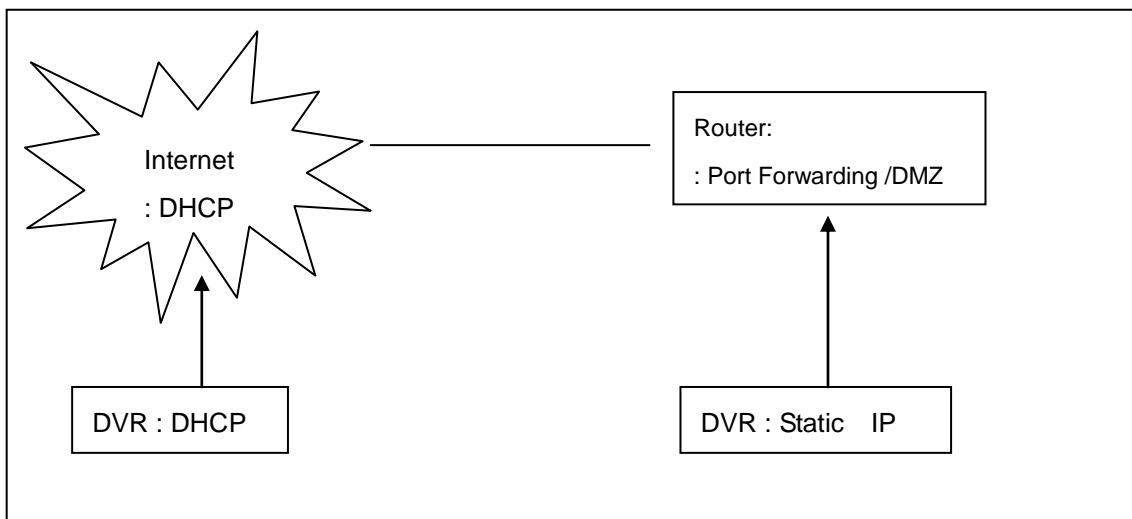 Internet
: DHCP
Router:
: Port Forwarding /DMZ
DVR : DHCP
DVR : Static IP